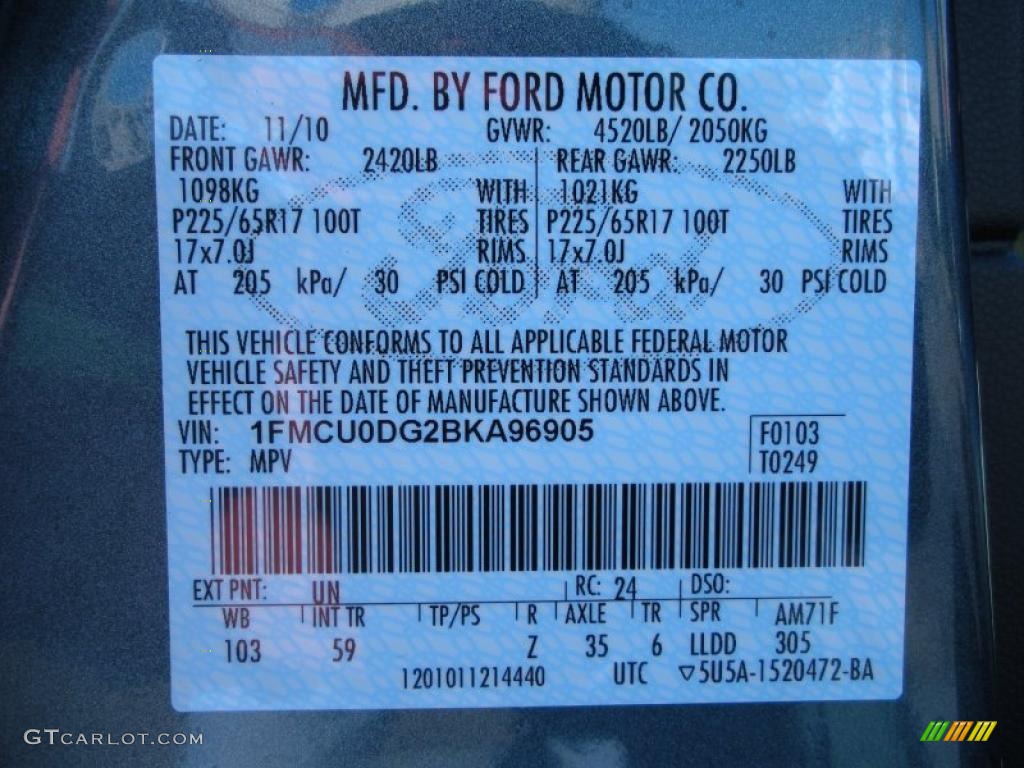 MFD. BY FORD MOTOR CO.
DATE: 11/10 GVWR: 4520LB/ 2050KG
FRONT GAWR: 2420LB REAR GAWR: 2250LB
1098KG WITH 1021KG WITH
P225/65R17 100T TIRES P225/65R17 100T TIRES
17x7.0J RIMS 17x7.0J RIMS
AT 205 kPa/ 30 PSI COLD AT 205 kPa/ 30 PSI COLD
THIS VEHICLE CONFORMS TO ALL APPLICABLE FEDERAL MOTOR
VEHICLE SAFETY AND THEFT PREVENTION STANDARDS IN
EFFECT ON THE DATE OF MANUFACTURE SHOWN ABOVE.
VIN: 1FMCU0DG2BKA96905 F0103
TYPE: MPV T0249
EXT PNT: UN RC: 24 DSO:
WB INT TR TP/PS R AXLE TR SPR AM71F
103 59 Z 35 6 LLDD 305
1201011214440 UTC ▽5U5A-1520472-BA
GTCARLOT.COM